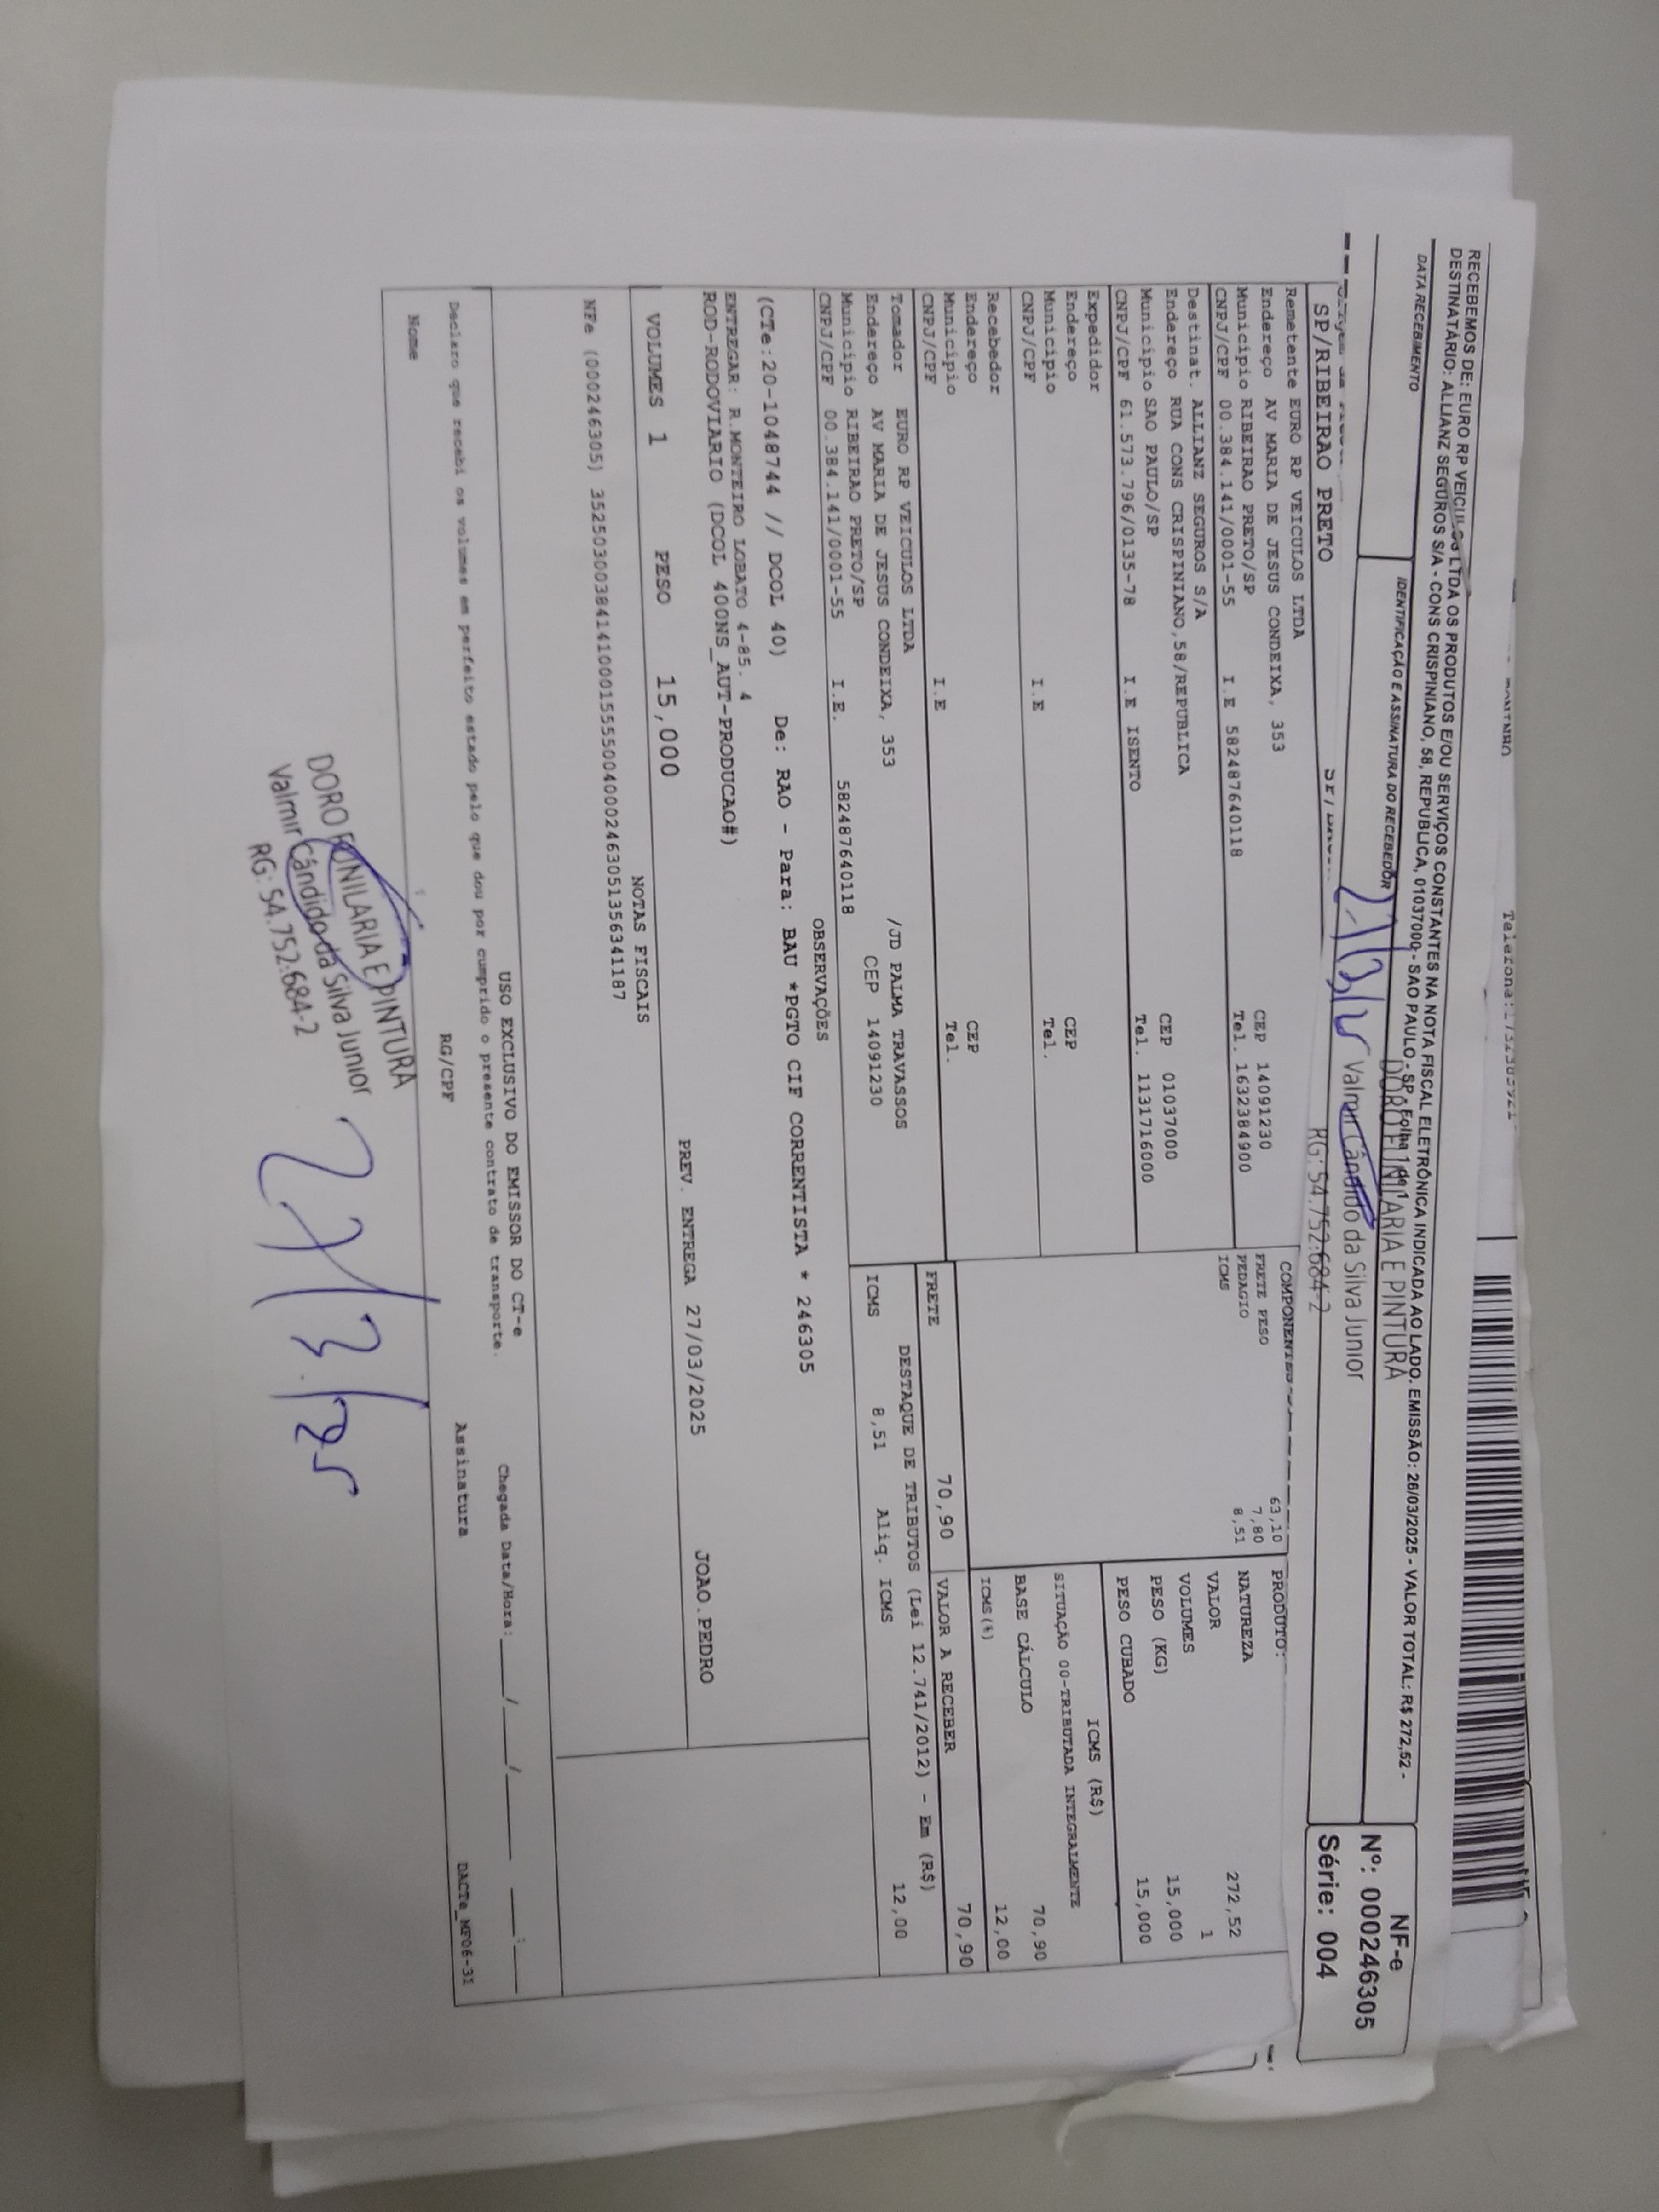 RECEBEMOS DE: EURO RP VEICULOS LTDA OS PRODUTOS E/OU SERVIÇOS CONSTANTES NA NOTA FISCAL ELETRÔNICA INDICADA AO LADO. EMISSÃO: 26/03/2025 - VALOR TOTAL: R$ 272,52 -
DESTINATÁRIO: ALLIANZ SEGUROS S/A - CONS CRISPINIANO, 58, REPUBLICA, 01037000 - SAO PAULO - SP - Folha 1 de 1
DATA RECEBIMENTO
IDENTIFICAÇÃO E ASSINATURA DO RECEBEDOR
DORO FUNILARIA E PINTURA
Valmir Cândido da Silva Junior
RG: 54.752.684-2
NF-e
Nº: 000246305
Série: 004
SP/RIBEIRAO PRETO
Remetente EURO RP VEICULOS LTDA
Endereço AV MARIA DE JESUS CONDEIXA, 353 CEP 14091230
Município RIBEIRAO PRETO/SP Tel. 1632384900
CNPJ/CPF 00.384.141/0001-55 I.E 582487640118
Destinat. ALLIANZ SEGUROS S/A
Endereço RUA CONS CRISPINIANO,58/REPUBLICA CEP 01037000
Município SAO PAULO/SP Tel. 1131716000
CNPJ/CPF 61.573.796/0135-78 I.E ISENTO
Expedidor
Endereço CEP
Município Tel.
CNPJ/CPF I.E
Recebedor
Endereço CEP
Município Tel.
CNPJ/CPF I.E
Tomador EURO RP VEICULOS LTDA
Endereço AV MARIA DE JESUS CONDEIXA, 353 /JD PALMA TRAVASSOS
Município RIBEIRAO PRETO/SP CEP 14091230
CNPJ/CPF 00.384.141/0001-55 I.E. 582487640118
FRETE PESO 63,10
PEDAGIO 7,80
ICMS 8,51
PRODUTO:
NATUREZA
VALOR 272,52
VOLUMES 1
PESO (KG) 15,000
PESO CUBADO 15,000
ICMS (R$)
SITUAÇÃO 00-TRIBUTADA INTEGRALMENTE
BASE CÁLCULO 70,90
ICMS(%) 12,00
FRETE 70,90 VALOR A RECEBER 70,90
DESTAQUE DE TRIBUTOS (Lei 12.741/2012) - Em (R$)
ICMS 8,51 Aliq. ICMS 12,00
OBSERVAÇÕES
(CTe:20-1048744 // DCOL 40) De: RAO - Para: BAU *PGTO CIF CORRENTISTA * 246305
ENTREGAR: R.MONTEIRO LOBATO 4-85. 4
ROD-RODOVIARIO (DCOL 400NS_AUT-PRODUCAO#)
VOLUMES 1 PESO 15,000 PREV. ENTREGA 27/03/2025 JOAO.PEDRO
NOTAS FISCAIS
NFe (000246305) 35250300384141000155550040002463051356341187
USO EXCLUSIVO DO EMISSOR DO CT-e
Declaro que recebi os volumes em perfeito estado pelo que dou por cumprido o presente contrato de transporte.
Chegada Data/Hora:____/____/______ ___:___
Nome RG/CPF Assinatura DACTe_MF06-31
DORO FUNILARIA E PINTURA
Valmir Cândido da Silva Junior
RG: 54.752.684-2
27/3/25